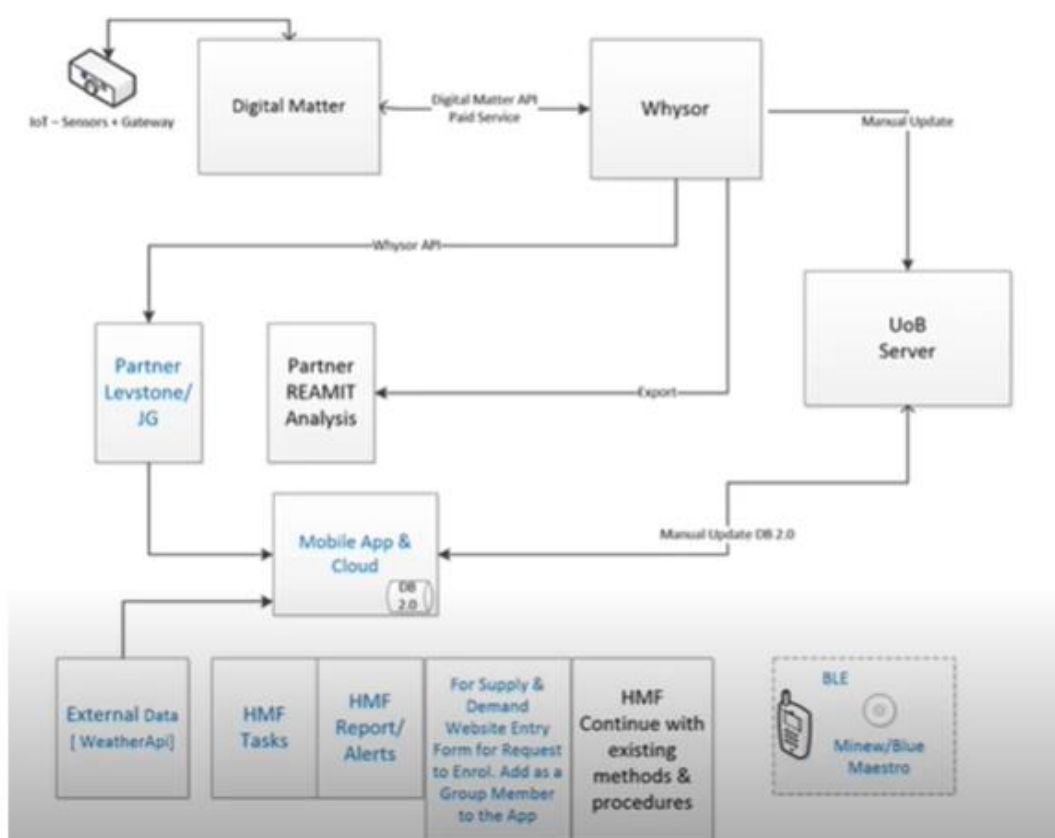 IoT – Sensors + Gateway
Digital Matter
Digital Matter API
Paid Service
Whysor
Manual Update
Whysor API
UoB
Server
Partner
Levstone/
JG
Partner
REAMIT
Analysis
Export
Mobile App &
Cloud
DB
2.0
Manual Update DB 2.0
External Data
[ WeatherApi]
HMF
Tasks
HMF
Report/
Alerts
For Supply &
Demand
Website Entry
Form for Request
to Enrol. Add as a
Group Member
to the App
HMF
Continue with
existing
methods &
procedures
BLE
Minew/Blue
Maestro